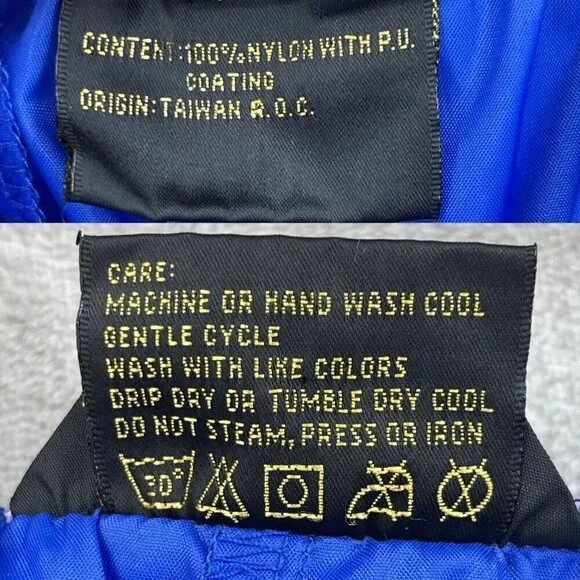 CONTENT: 100% NYLON WITH P.U.
COATING
ORIGIN: TAIWAN R.O.C.
CARE:
MACHINE OR HAND WASH COOL
GENTLE CYCLE
WASH WITH LIKE COLORS
DRIP DRY OR TUMBLE DRY COOL
DO NOT STEAM, PRESS OR IRON
30°